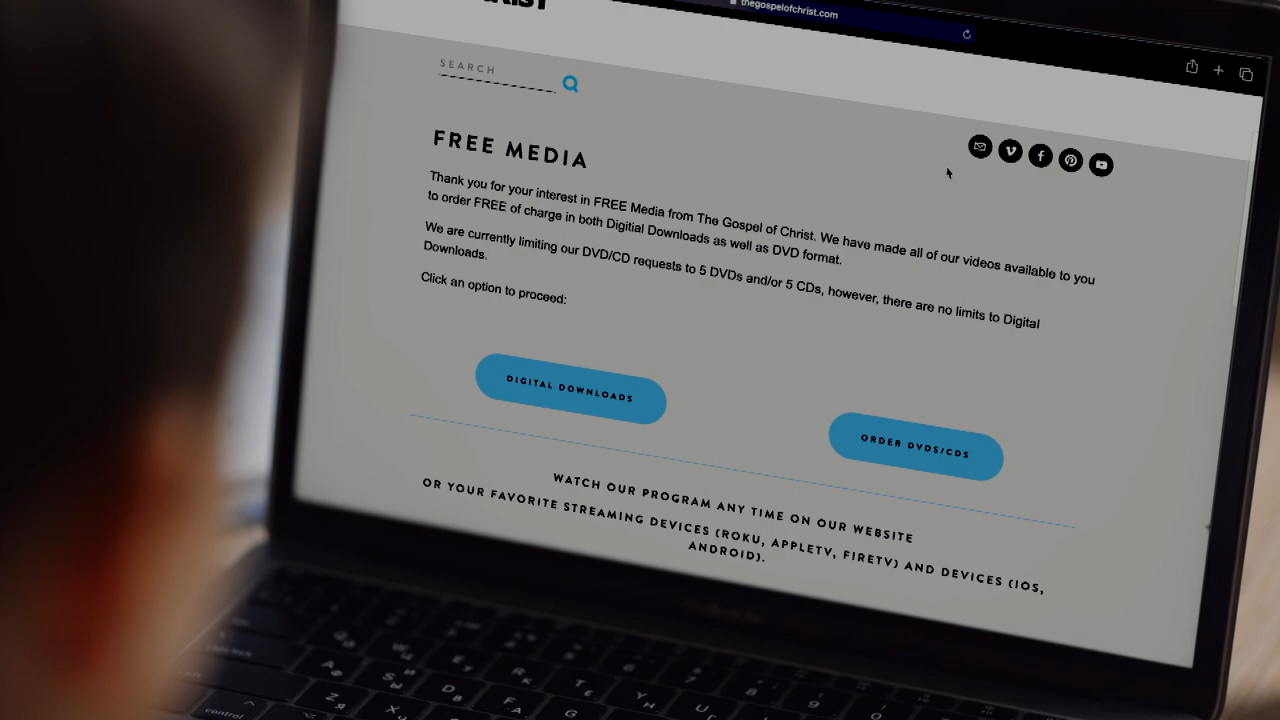 thegospelofchrist.com
SEARCH
FREE MEDIA
Thank you for your interest in FREE Media from The Gospel of Christ. We have made all of our videos available to you
to order FREE of charge in both Digitial Downloads as well as DVD format.
We are currently limiting our DVD/CD requests to 5 DVDs and/or 5 CDs, however, there are no limits to Digital
Downloads.
Click an option to proceed:
DIGITAL DOWNLOADS
ORDER DVDS/CDS
WATCH OUR PROGRAM ANY TIME ON OUR WEBSITE
OR YOUR FAVORITE STREAMING DEVICES (ROKU, APPLETV, FIRETV) AND DEVICES (IOS,
ANDROID).
control